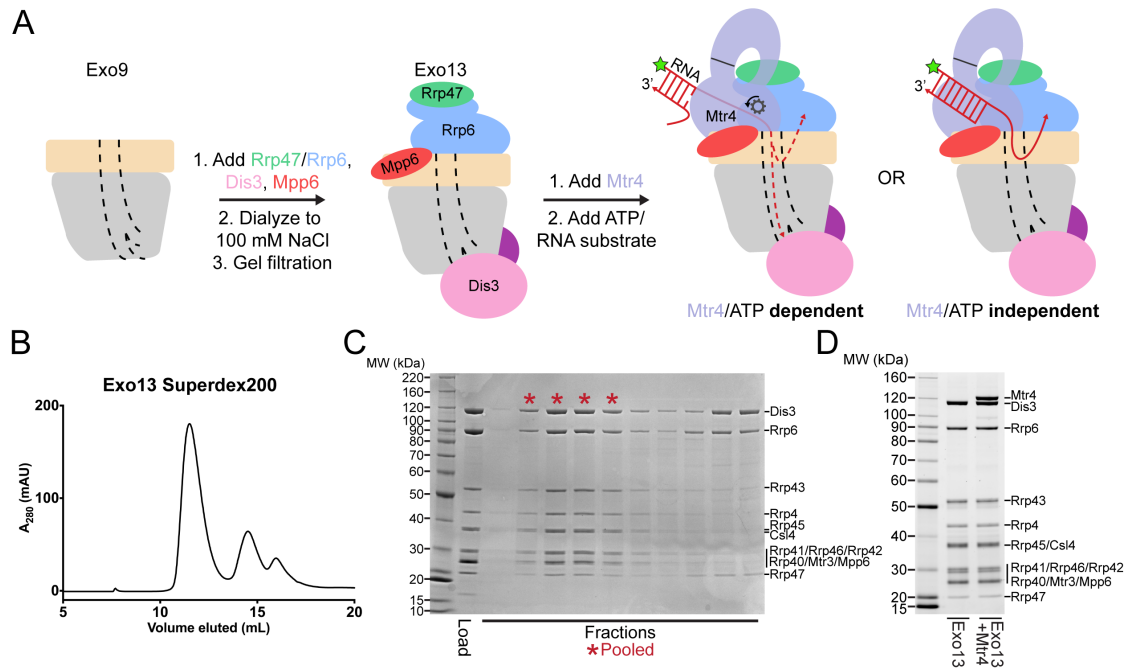 A
Exo9
1. Add Rrp47/Rrp6,
Dis3, Mpp6
2. Dialyze to
100 mM NaCl
3. Gel filtration
Exo13
Rrp47
Rrp6
Mpp6
Dis3
1. Add Mtr4
2. Add ATP/
RNA substrate
RNA
3'
Mtr4
Mtr4/ATP dependent
OR
3'
Mtr4/ATP independent
B
Exo13 Superdex200
A280 (mAU)
200
100
0
5
10
15
20
Volume eluted (mL)
C
MW (kDa)
220
160
120
100
90
80
70
60
50
40
30
20
15
10
* * * *
Dis3
Rrp6
Rrp43
Rrp4
Rrp45
Csl4
Rrp41/Rrp46/Rrp42
Rrp40/Mtr3/Mpp6
Rrp47
Load
Fractions
*Pooled
D
MW (kDa)
160
120
100
90
80
70
60
50
40
30
20
15
Mtr4
Dis3
Rrp6
Rrp43
Rrp4
Rrp45/Csl4
Rrp41/Rrp46/Rrp42
Rrp40/Mtr3/Mpp6
Rrp47
Exo13
Exo13
+Mtr4